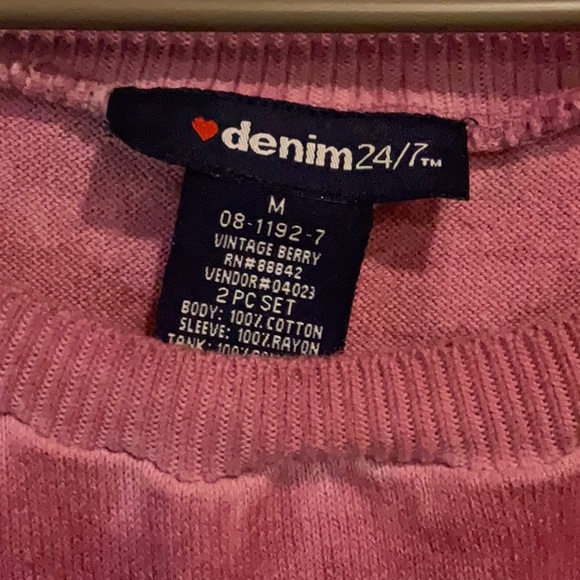 denim24/7™
M
08-1192-7
VINTAGE BERRY
RN#88842
VENDOR#04023
2 PC SET
BODY: 100% COTTON
SLEEVE: 100% RAYON
TANK: 100%